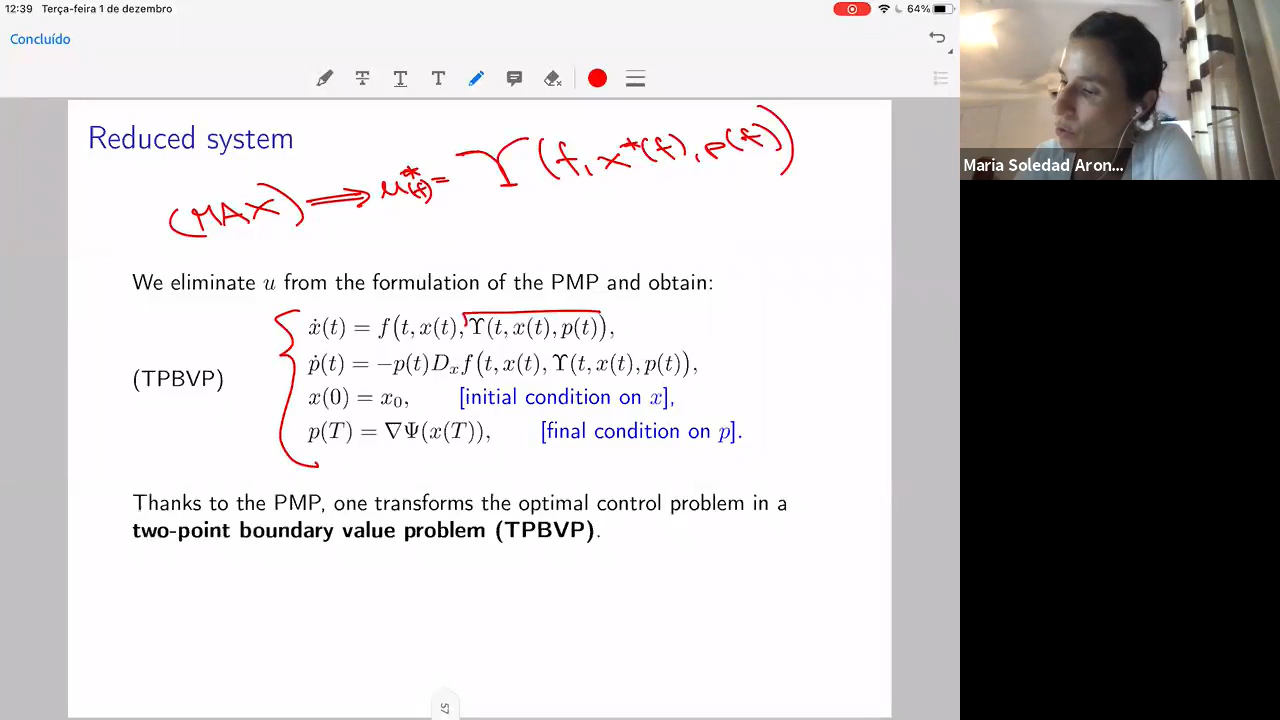 12:39 Terça-feira 1 de dezembro 64%
Concluído
Reduced system
(MAX) ⟹ u*(t) = ϒ(t, x*(t), p(t))
We eliminate u from the formulation of the PMP and obtain:
ẋ(t) = f(t, x(t), ϒ(t, x(t), p(t)),
ṗ(t) = −p(t)Dₓf(t, x(t), ϒ(t, x(t), p(t)),
(TPBVP)
x(0) = x₀, [initial condition on x],
p(T) = ∇Ψ(x(T)), [final condition on p].
Thanks to the PMP, one transforms the optimal control problem in a
two-point boundary value problem (TPBVP).
57
Maria Soledad Aron...